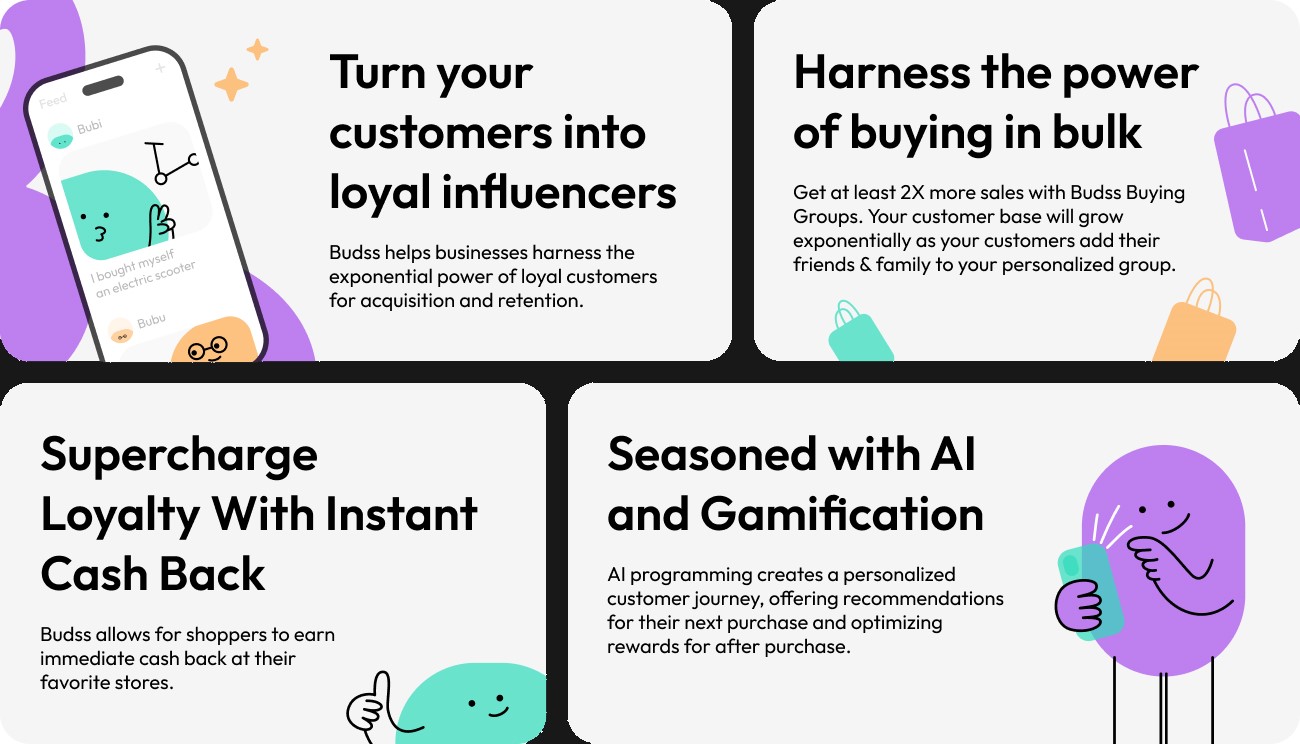 Feed
Bubi
I bought myself
an electric scooter
Bubu
Turn your
customers into
loyal influencers
Budss helps businesses harness the
exponential power of loyal customers
for acquisition and retention.
Harness the power
of buying in bulk
Get at least 2X more sales with Budss Buying
Groups. Your customer base will grow
exponentially as your customers add their
friends & family to your personalized group.
Supercharge
Loyalty With Instant
Cash Back
Budss allows for shoppers to earn
immediate cash back at their
favorite stores.
Seasoned with AI
and Gamification
AI programming creates a personalized
customer journey, offering recommendations
for their next purchase and optimizing
rewards for after purchase.